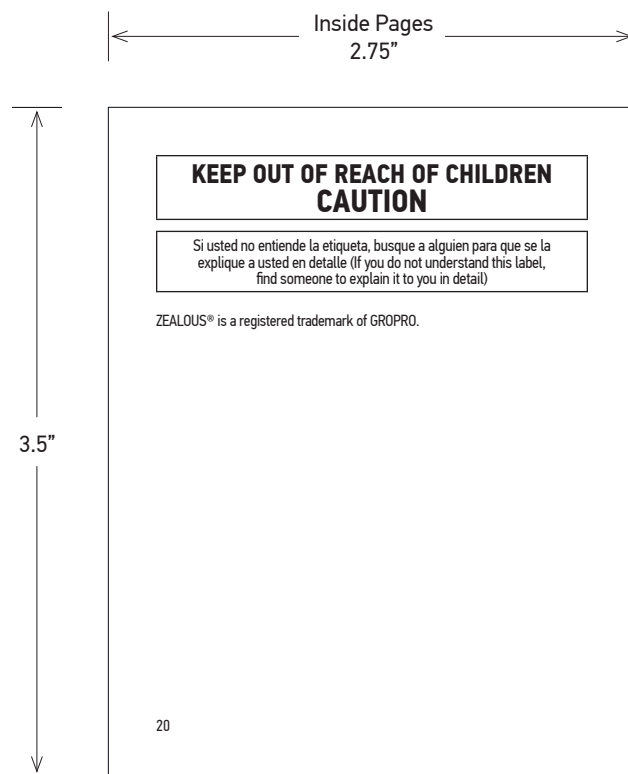 Inside Pages
2.75”
KEEP OUT OF REACH OF CHILDREN
CAUTION
Si usted no entiende la etiqueta, busque a alguien para que se la
explique a usted en detalle (If you do not understand this label,
find someone to explain it to you in detail)
ZEALOUS® is a registered trademark of GROPRO.
3.5”
20